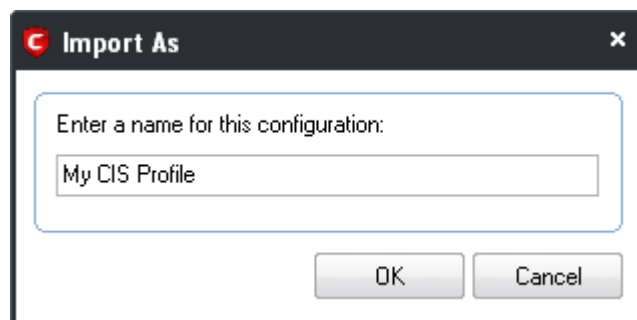 Import As
Enter a name for this configuration:
My CIS Profile
OK
Cancel